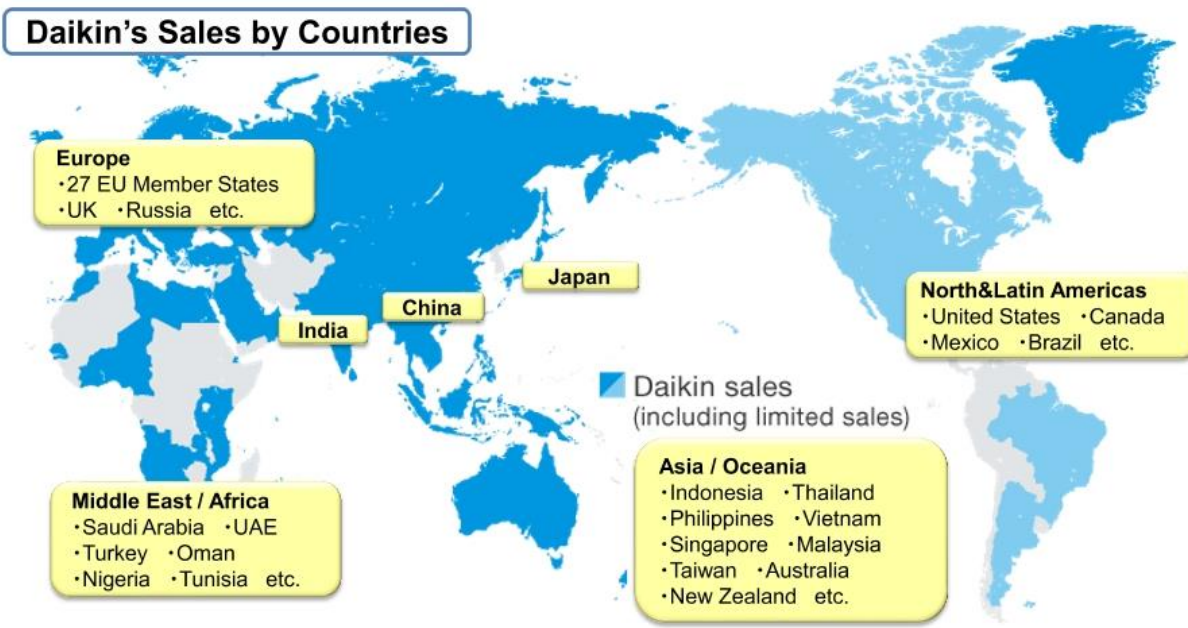 Daikin's Sales by Countries
Europe
・27 EU Member States
・UK ・Russia etc.
Japan
China
India
North&Latin Americas
・United States ・Canada
・Mexico ・Brazil etc.
Daikin sales
(including limited sales)
Middle East / Africa
・Saudi Arabia ・UAE
・Turkey ・Oman
・Nigeria ・Tunisia etc.
Asia / Oceania
・Indonesia ・Thailand
・Philippines ・Vietnam
・Singapore ・Malaysia
・Taiwan ・Australia
・New Zealand etc.